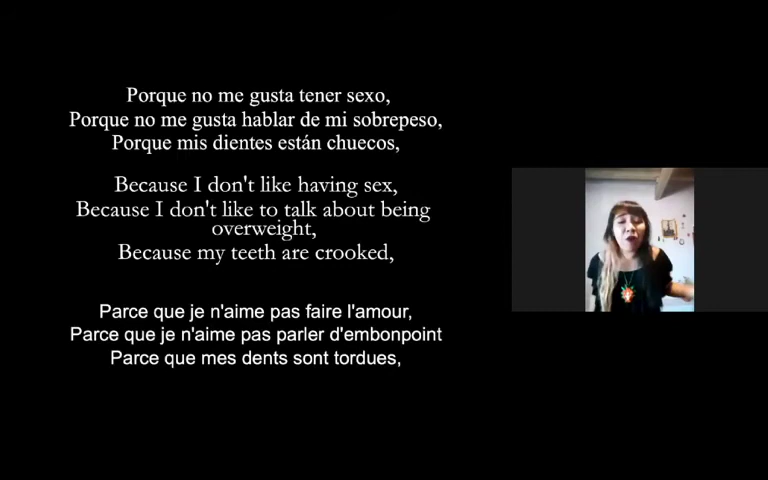 Porque no me gusta tener sexo,
Porque no me gusta hablar de mi sobrepeso,
Porque mis dientes están chuecos,
Because I don't like having sex,
Because I don't like to talk about being
overweight,
Because my teeth are crooked,
Parce que je n'aime pas faire l'amour,
Parce que je n'aime pas parler d'embonpoint
Parce que mes dents sont tordues,